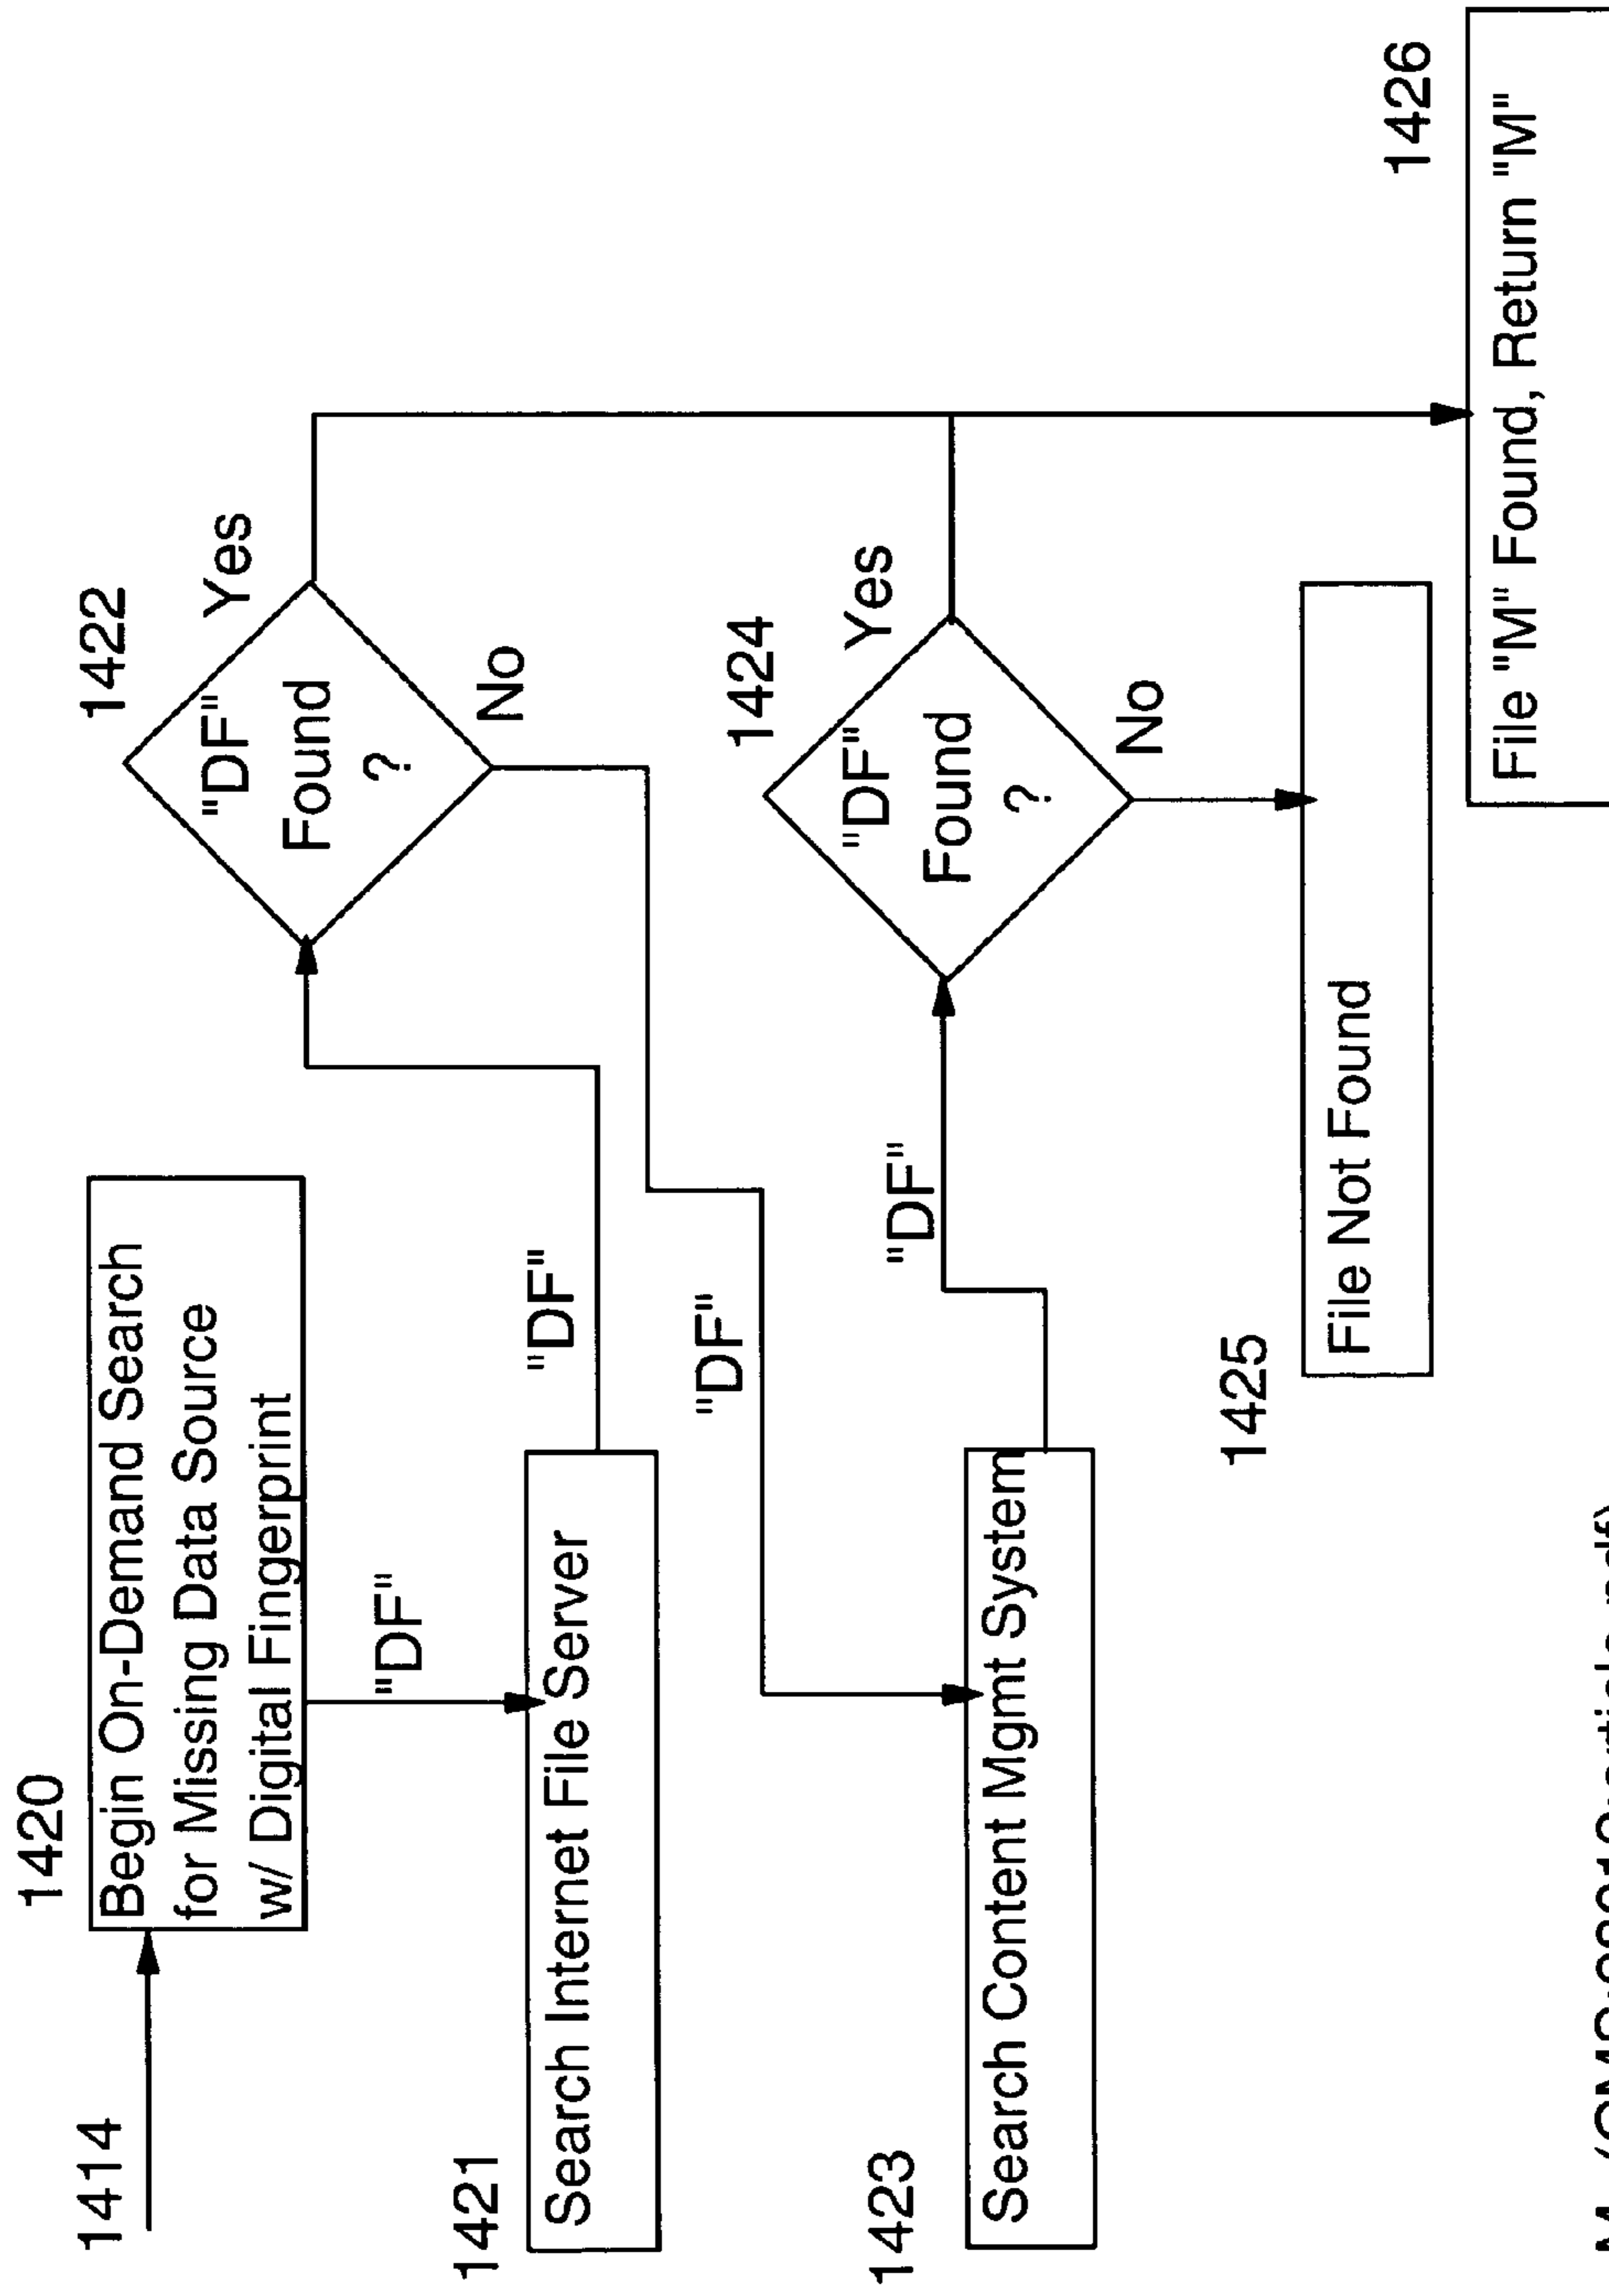 1420
1414
Begin On-Demand Search
for Missing Data Source
w/ Digital Fingerprint
"DF"
1421
Search Internet File Server
"DF"
1422
"DF"
Found
?
Yes
No
"DF"
1423
Search Content Mgmt System
"DF"
1424
"DF"
Found
?
Yes
No
1425
File Not Found
1426
File "M" Found, Return "M"